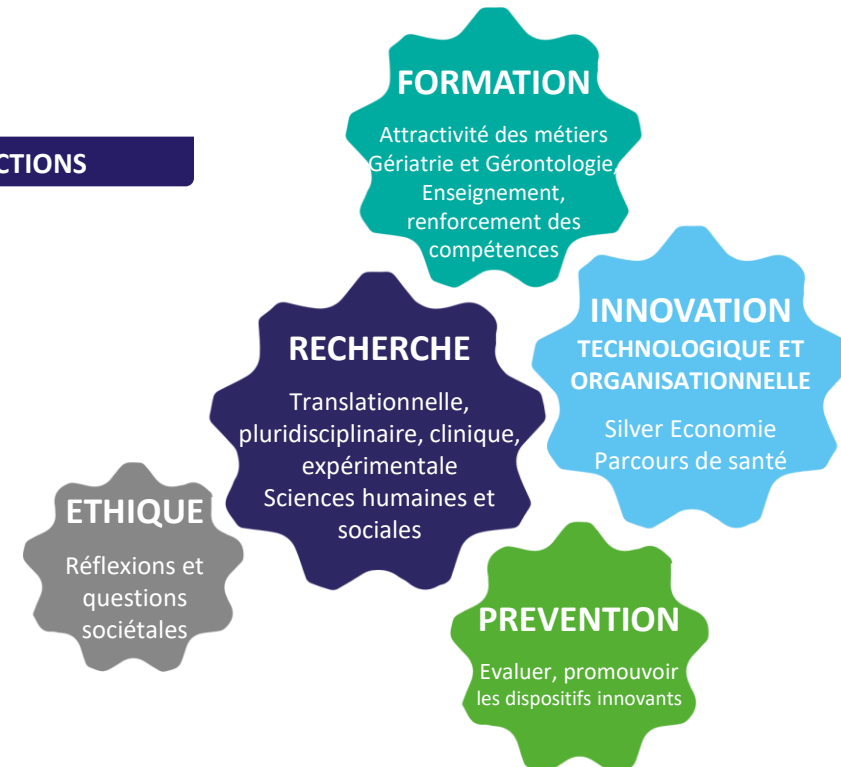 FORMATION
Attractivité des métiers
Gériatrie et Gérontologie,
Enseignement,
renforcement des
compétences
CTIONS
INNOVATION
TECHNOLOGIQUE ET
ORGANISATIONNELLE
Silver Economie
Parcours de santé
RECHERCHE
Translationnelle,
pluridisciplinaire, clinique,
expérimentale
Sciences humaines et
sociales
ETHIQUE
Réflexions et
questions
sociétales
PREVENTION
Evaluer, promouvoir
les dispositifs innovants